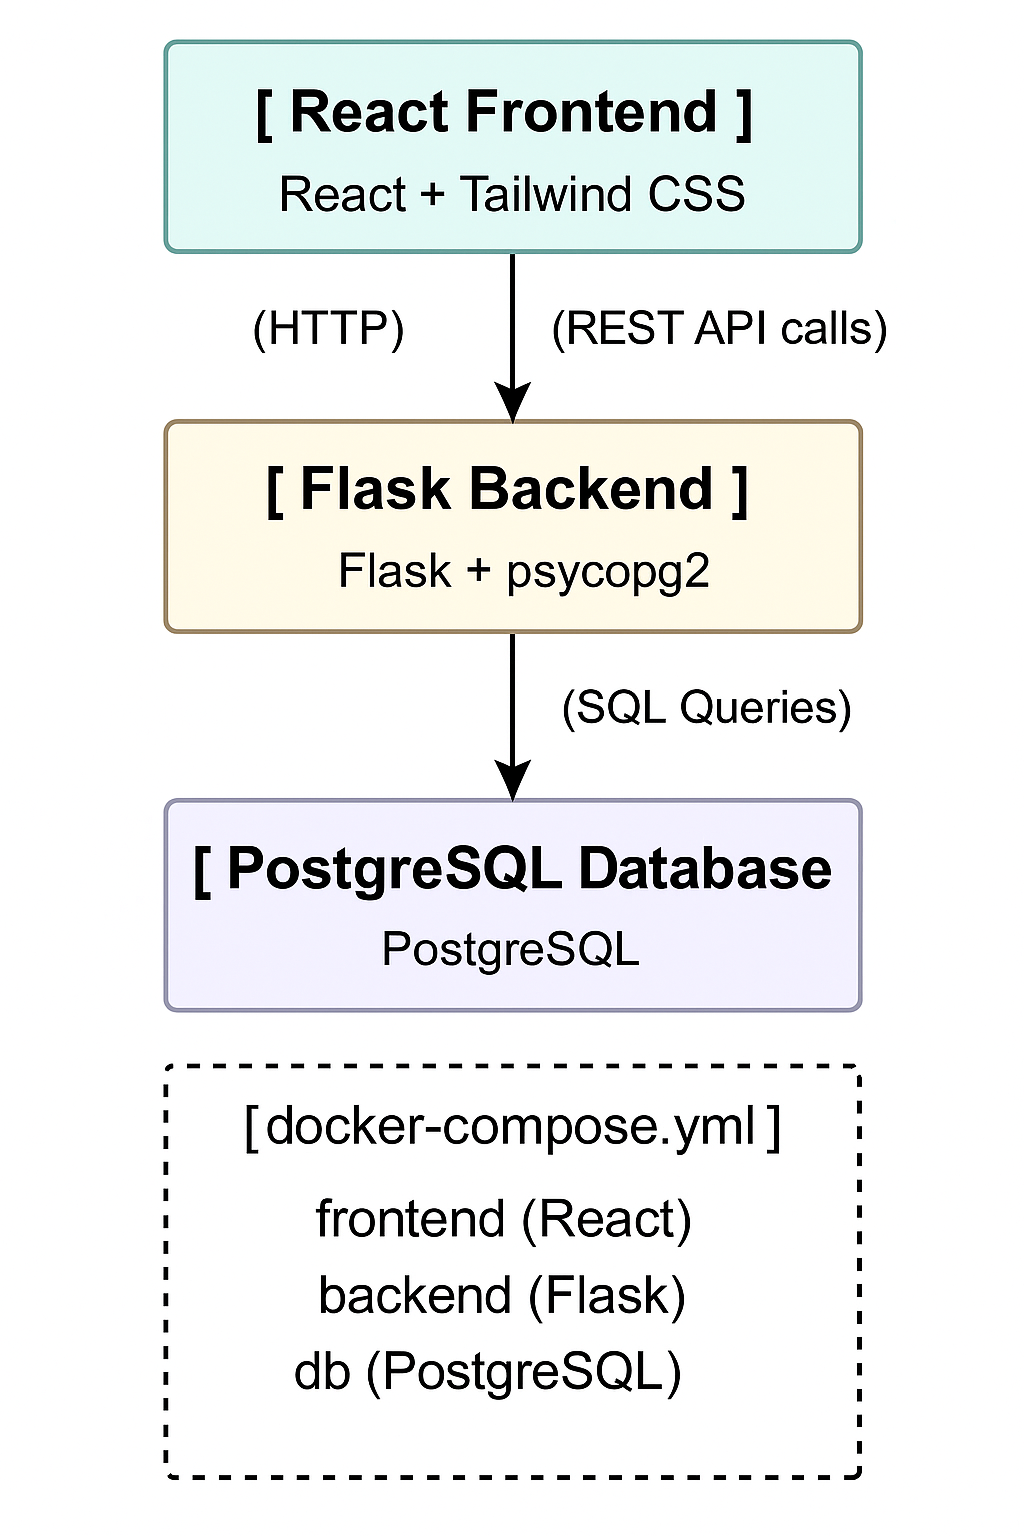 [ React Frontend ]
React + Tailwind CSS
(HTTP) (REST API calls)
[ Flask Backend ]
Flask + psycopg2
(SQL Queries)
[ PostgreSQL Database
PostgreSQL
[docker-compose.yml]
frontend (React)
backend (Flask)
db (PostgreSQL)